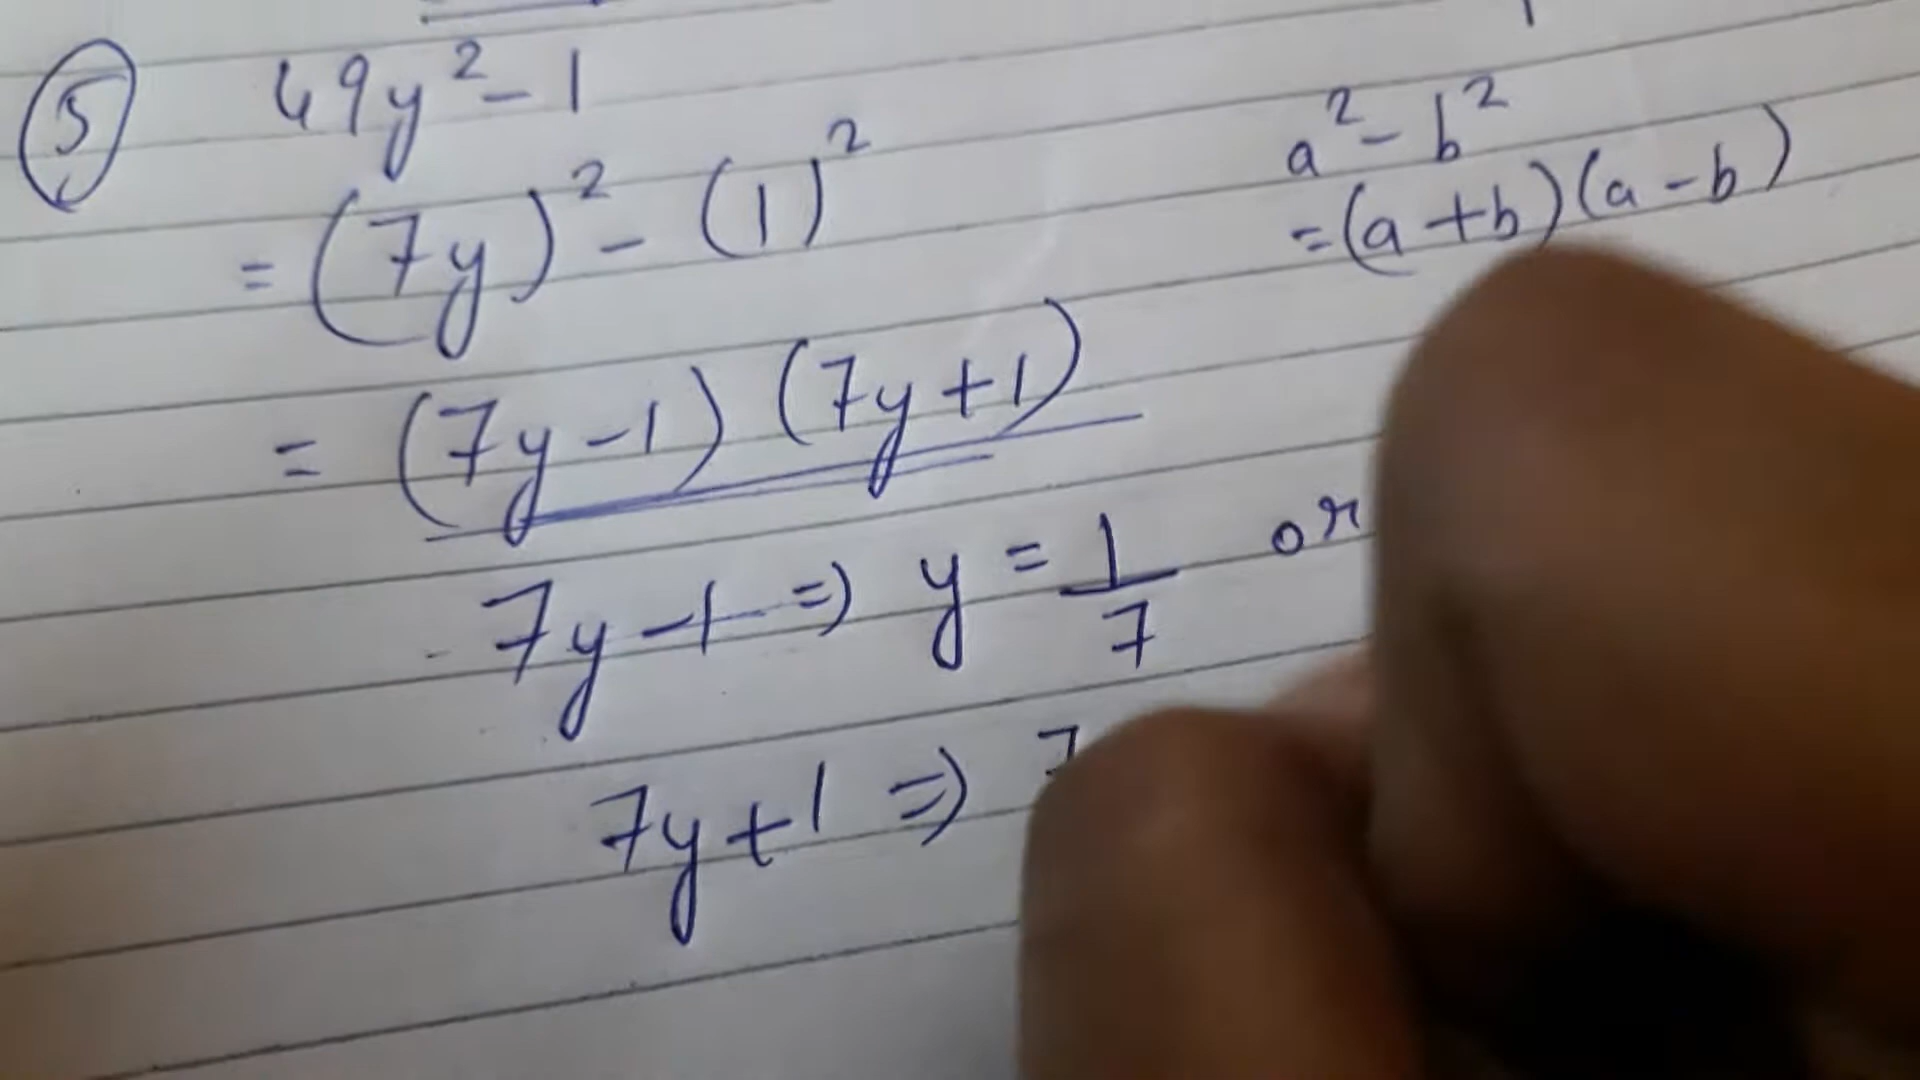 5 49y² - 1
= (7y)² - (1)²
a² - b²
= (a + b)(a - b)
= (7y - 1) (7y + 1)
7y - 1 => y = 1/7 or
7y + 1 => 7